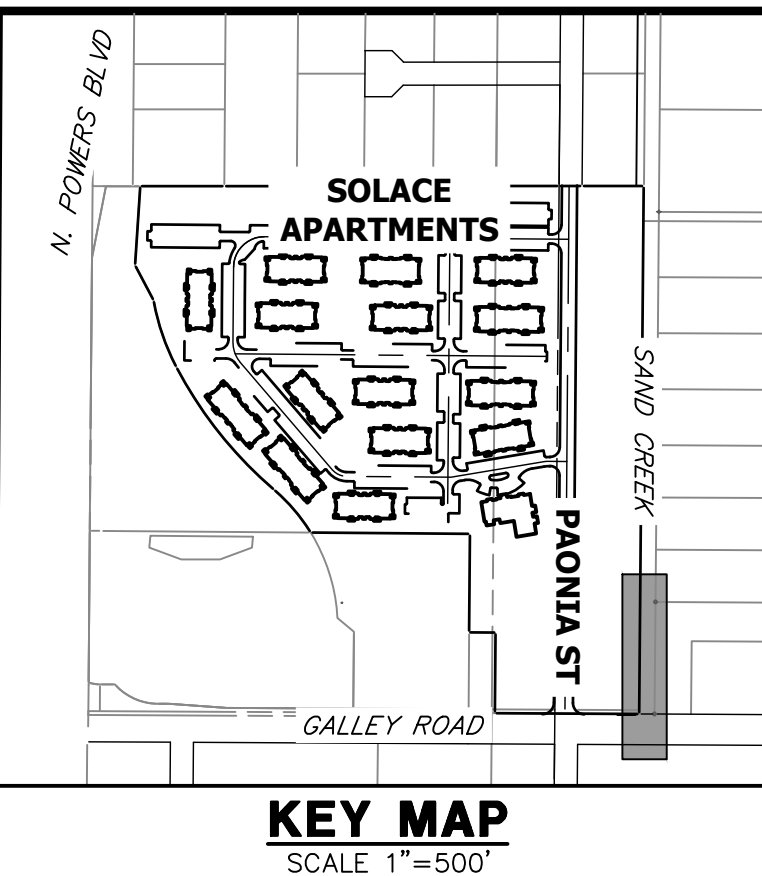 N. POWERS BLVD
SOLACE
APARTMENTS
SAND CREEK
PAONIA ST
GALLEY ROAD
KEY MAP
SCALE 1"=500'